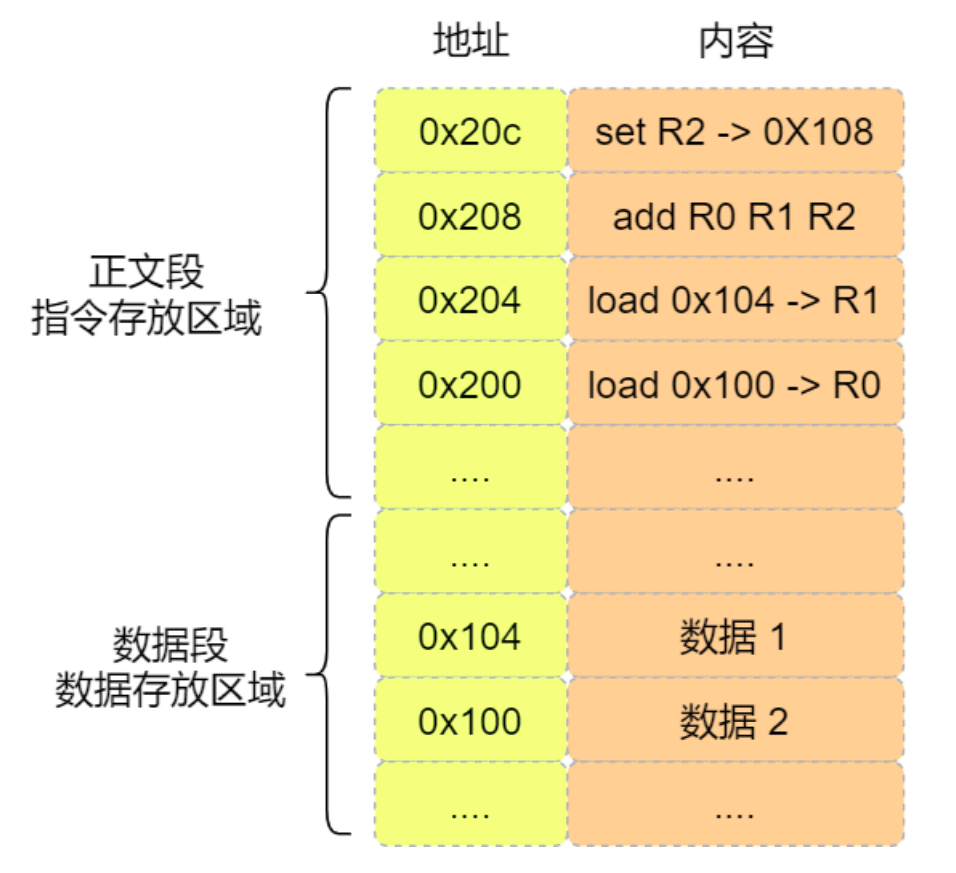 地址 内容
0x20c set R2 -> 0X108
0x208 add R0 R1 R2
正文段
指令存放区域
0x204 load 0x104 -> R1
0x200 load 0x100 -> R0
.... ....
.... ....
数据段
数据存放区域
0x104 数据 1
0x100 数据 2
.... ....